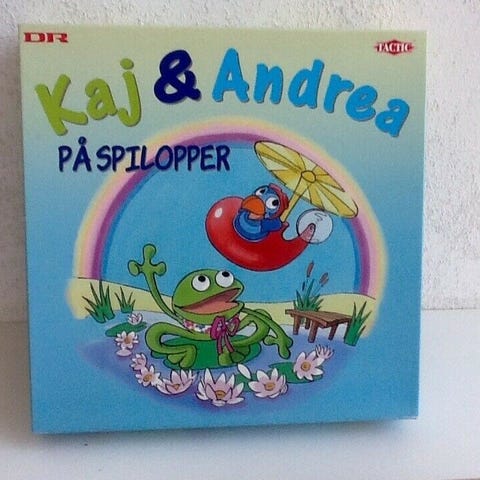 DR
TACTIC
Kaj & Andrea
PÅ SPILOPPER